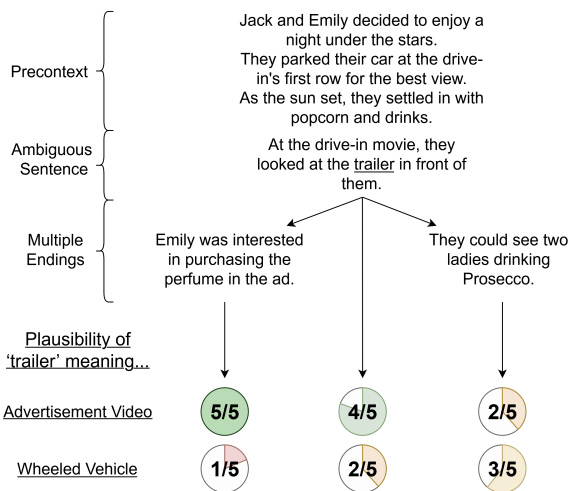 Precontext
Jack and Emily decided to enjoy a
night under the stars.
They parked their car at the drive-
in's first row for the best view.
As the sun set, they settled in with
popcorn and drinks.
Ambiguous
Sentence
At the drive-in movie, they
looked at the trailer in front of
them.
Multiple
Endings
Emily was interested
in purchasing the
perfume in the ad.
They could see two
ladies drinking
Prosecco.
Plausibility of
'trailer' meaning...
Advertisement Video
5/5
4/5
2/5
Wheeled Vehicle
1/5
2/5
3/5